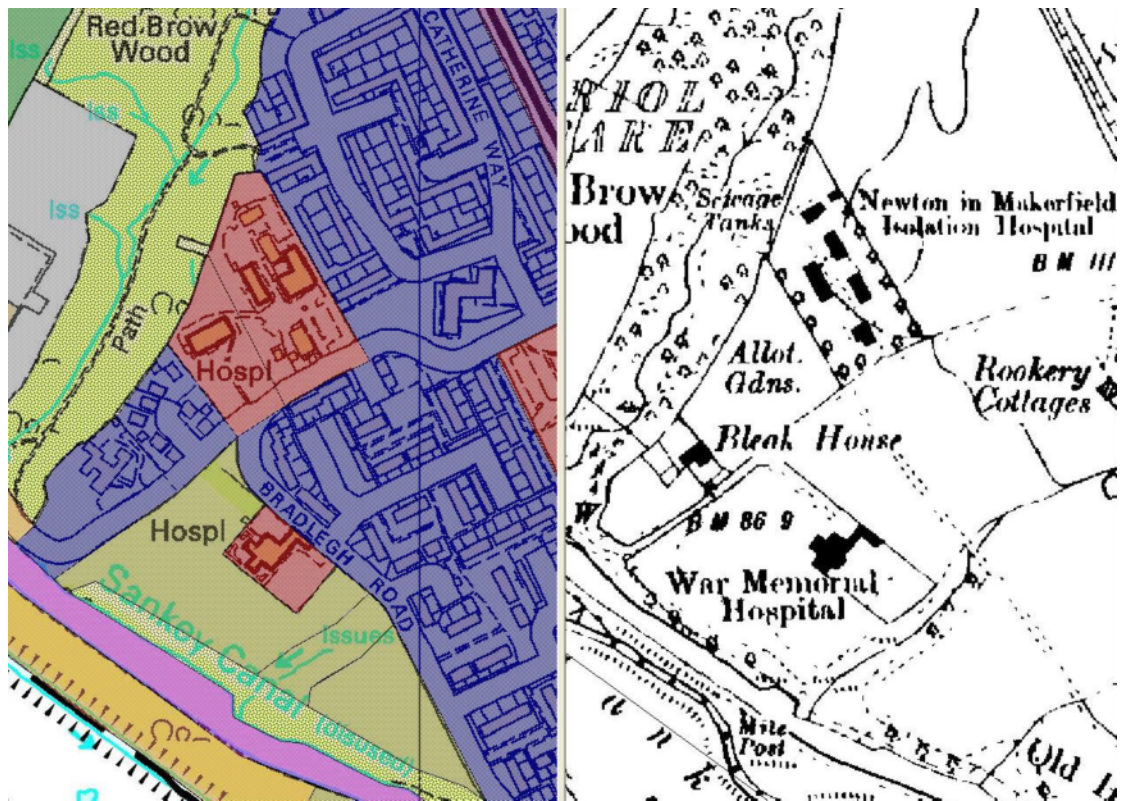 Red Brow
Wood
Iss
Iss
Iss
CATHERINE WAY
Path
Hospl
Hospl
BRADLEGH ROAD
Sankey Canal (disused)
Issues
RIOL
Brow
Sewage
Tanks
Newton in Makerfield
Isolation Hospital
B M 111
Allot.
Gdns.
Rookery
Cottages
Bleak House
W
B M 86 9
War Memorial
Hospital
Mile
Post
Old